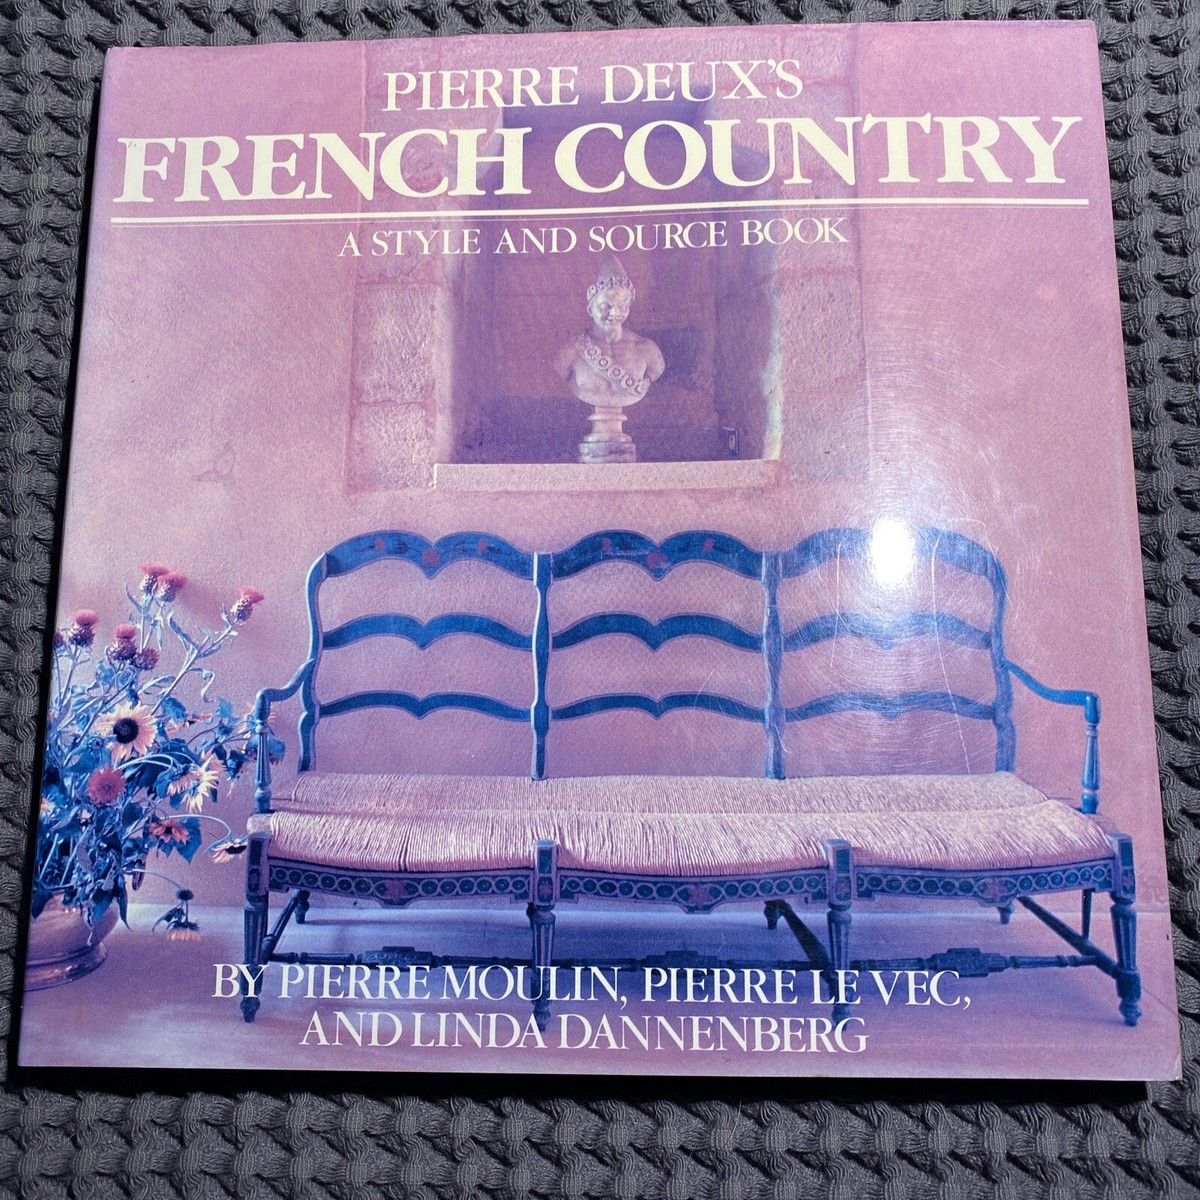 PIERRE DEUX'S
FRENCH COUNTRY
A STYLE AND SOURCE BOOK
BY PIERRE MOULIN, PIERRE LE VEC,
AND LINDA DANNENBERG